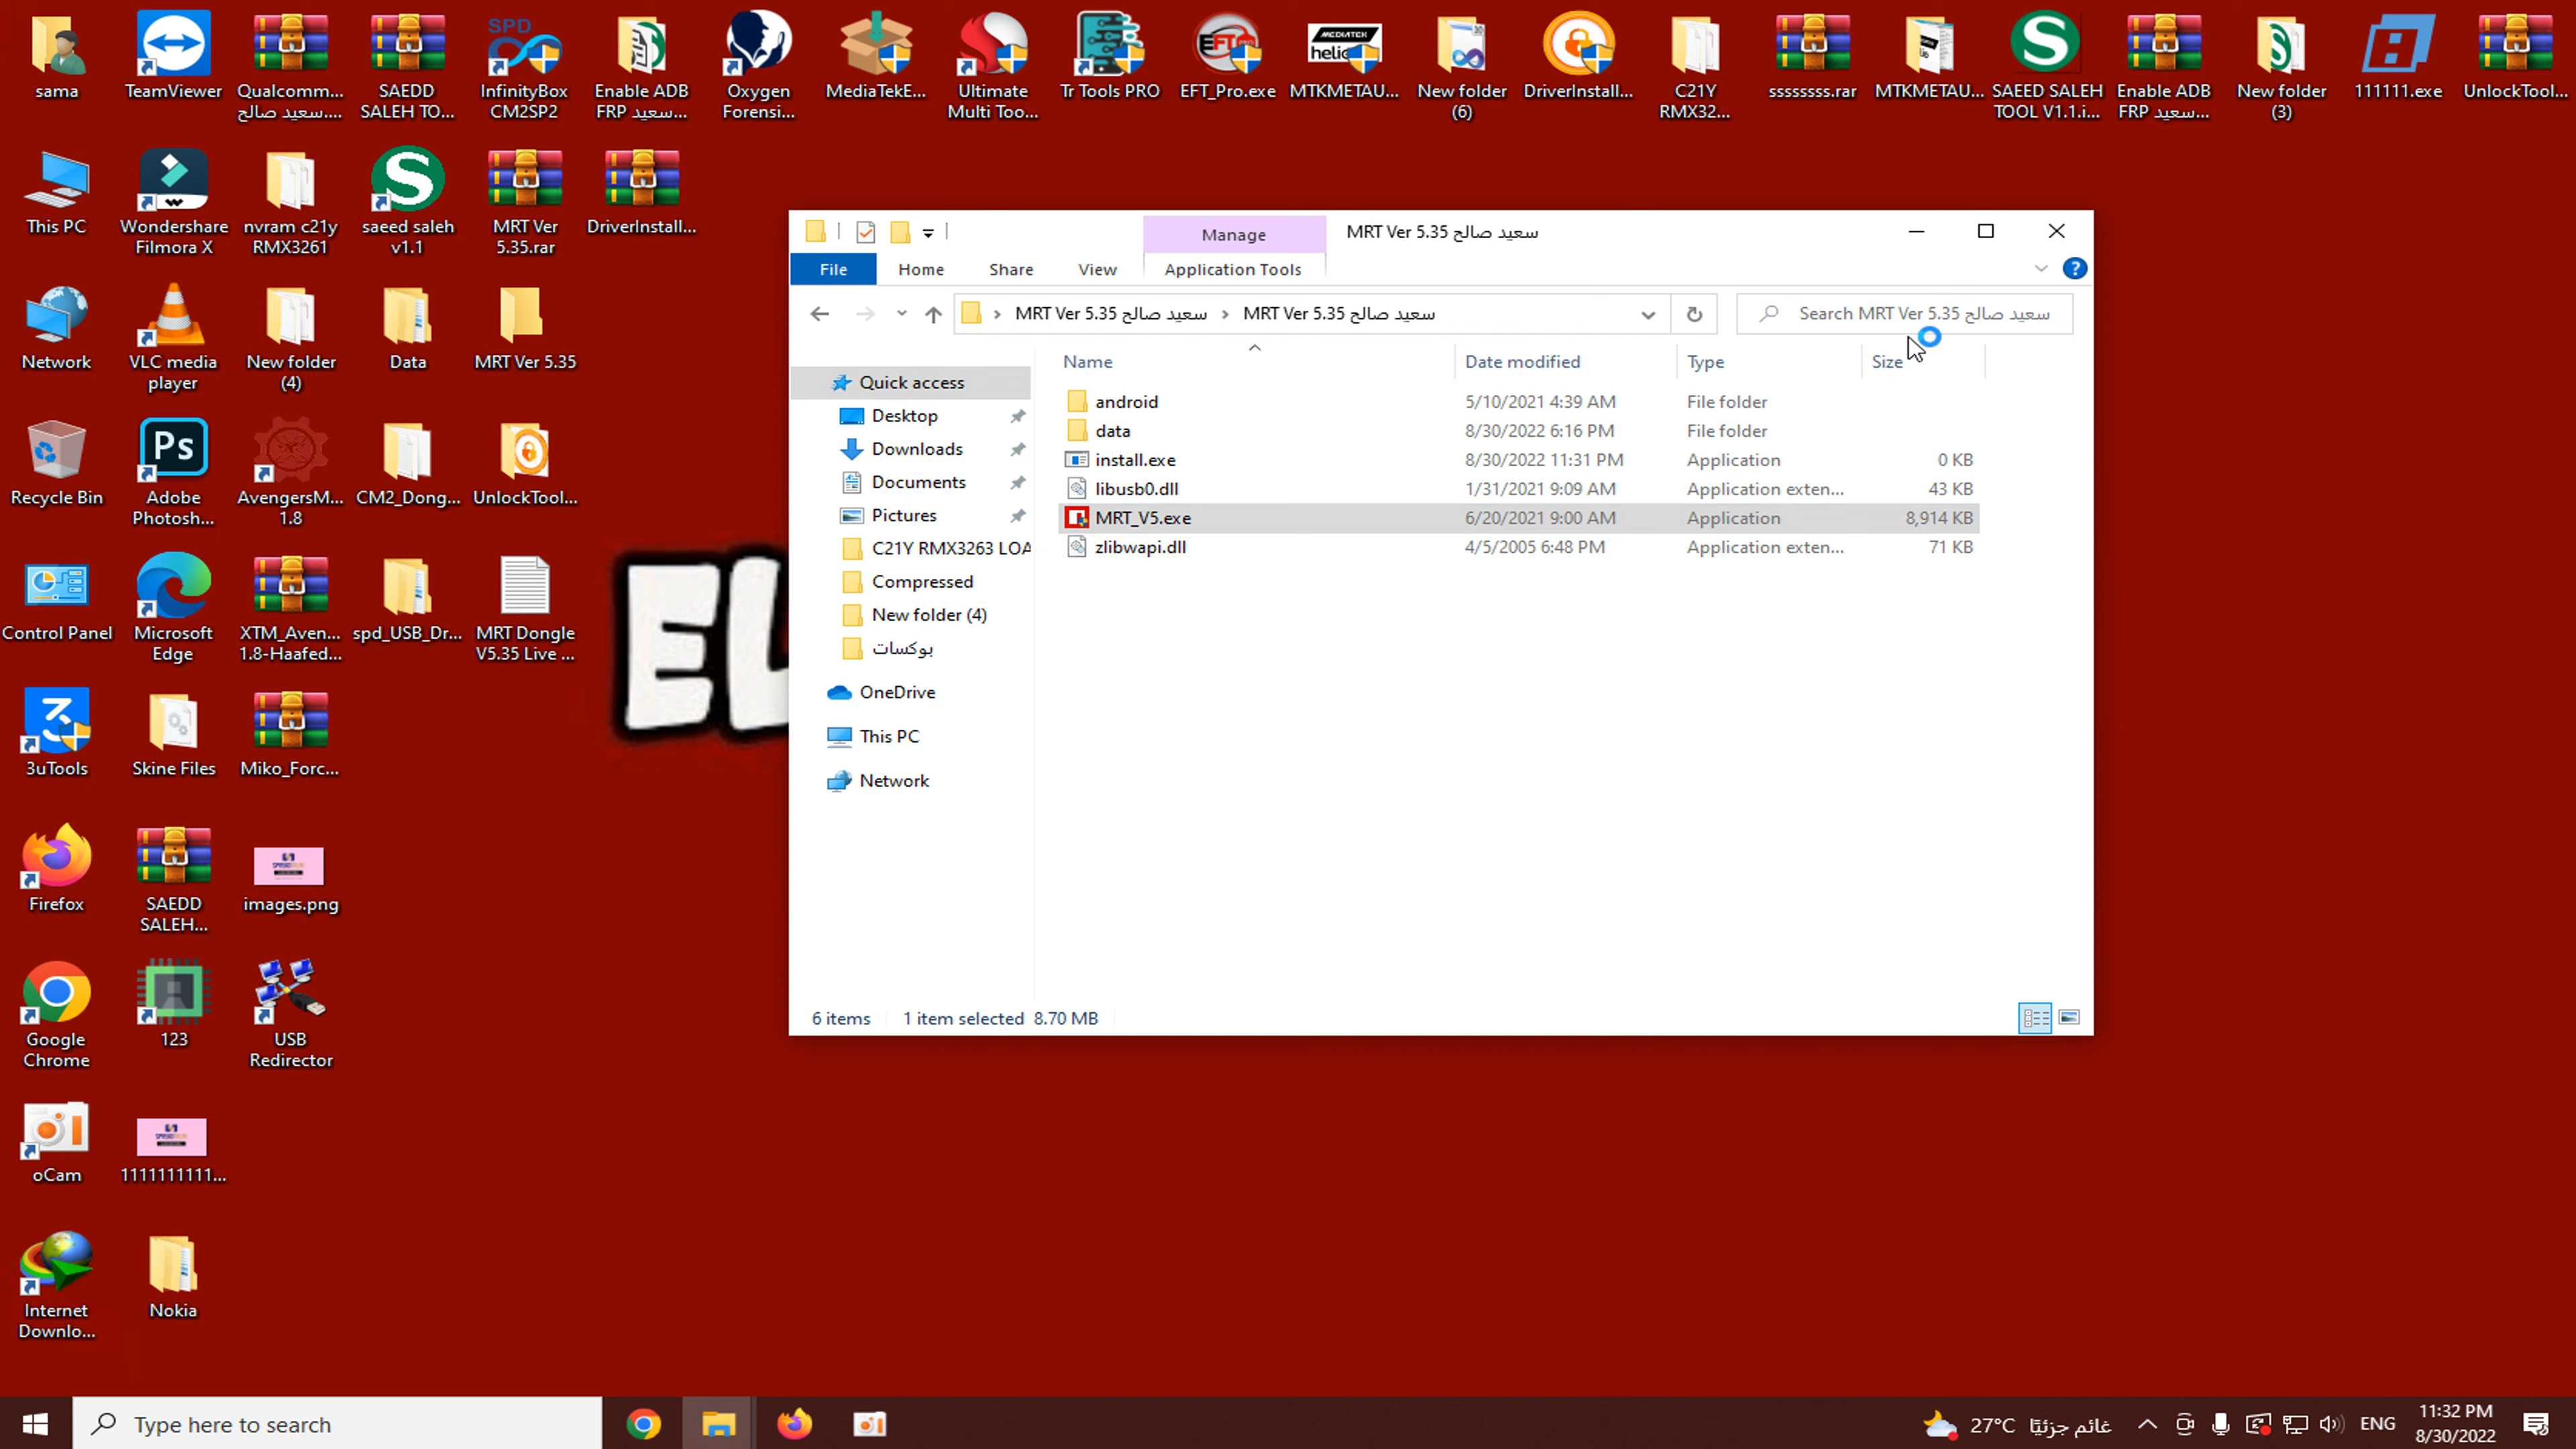 sama
TeamViewer
Qualcomm...
سعيد صالح....
SAEDD
SALEH TO...
InfinityBox
CM2SP2
Enable ADB
FRP سعيد...
Oxygen
Forensi...
MediaTekE...
Ultimate
Multi Too...
Tr Tools PRO
EFT_Pro.exe
MTKMETAU...
New folder
(6)
DriverInstall...
C21Y
RMX32...
ssssssss.rar
MTKMETAU...
SAEED SALEH
TOOL V1.1.i...
Enable ADB
FRP سعيد...
New folder
(3)
111111.exe
UnlockTool...
This PC
Wondershare
Filmora X
nvram c21y
RMX3261
saeed saleh
v1.1
MRT Ver
5.35.rar
DriverInstall...
Network
VLC media
player
New folder
(4)
Data
MRT Ver 5.35
Recycle Bin
Adobe
Photosh...
AvengersM...
1.8
CM2_Dong...
UnlockTool...
Control Panel
Microsoft
Edge
XTM_Aven...
1.8-Haafed...
spd_USB_Dr...
MRT Dongle
V5.35 Live ...
3uTools
Skine Files
Miko_Forc...
Firefox
SAEDD
SALEH...
images.png
Google
Chrome
123
USB
Redirector
oCam
1111111111...
Internet
Downlo...
Nokia
EL
Manage
MRT Ver 5.35 سعيد صالح
File
Home
Share
View
Application Tools
MRT Ver 5.35 سعيد صالح › MRT Ver 5.35 سعيد صالح
Search MRT Ver 5.35 سعيد صالح
Name
Date modified
Type
Size
android 5/10/2021 4:39 AM File folder
data 8/30/2022 6:16 PM File folder
install.exe 8/30/2022 11:31 PM Application 0 KB
libusb0.dll 1/31/2021 9:09 AM Application exten... 43 KB
MRT_V5.exe 6/20/2021 9:00 AM Application 8,914 KB
zlibwapi.dll 4/5/2005 6:48 PM Application exten... 71 KB
Quick access
Desktop
Downloads
Documents
Pictures
C21Y RMX3263 LOA
Compressed
New folder (4)
بوكسات
OneDrive
This PC
Network
6 items
1 item selected 8.70 MB
Type here to search
27°C غائم جزئيًا
ENG
11:32 PM
8/30/2022